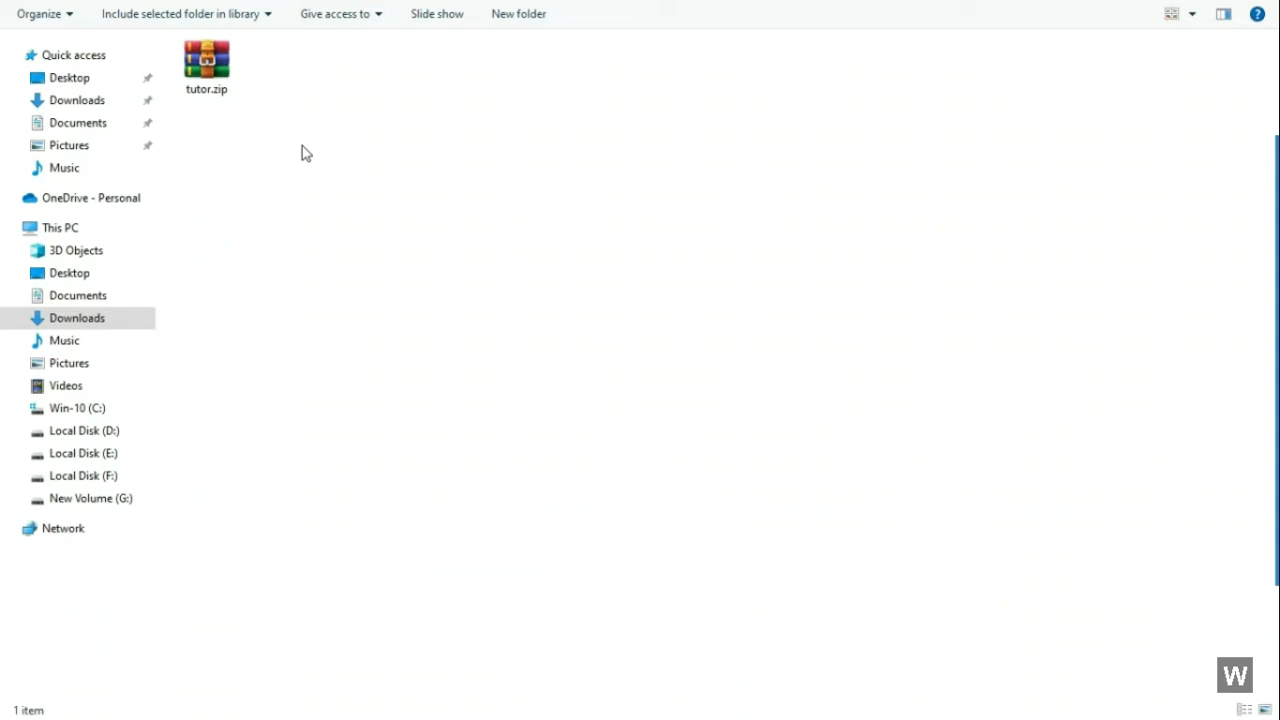 Organize Include selected folder in library Give access to Slide show New folder
Quick access
Desktop
Downloads
Documents
Pictures
Music
OneDrive - Personal
This PC
3D Objects
Desktop
Documents
Downloads
Music
Pictures
Videos
Win-10 (C:)
Local Disk (D:)
Local Disk (E:)
Local Disk (F:)
New Volume (G:)
Network
tutor.zip
1 item
W